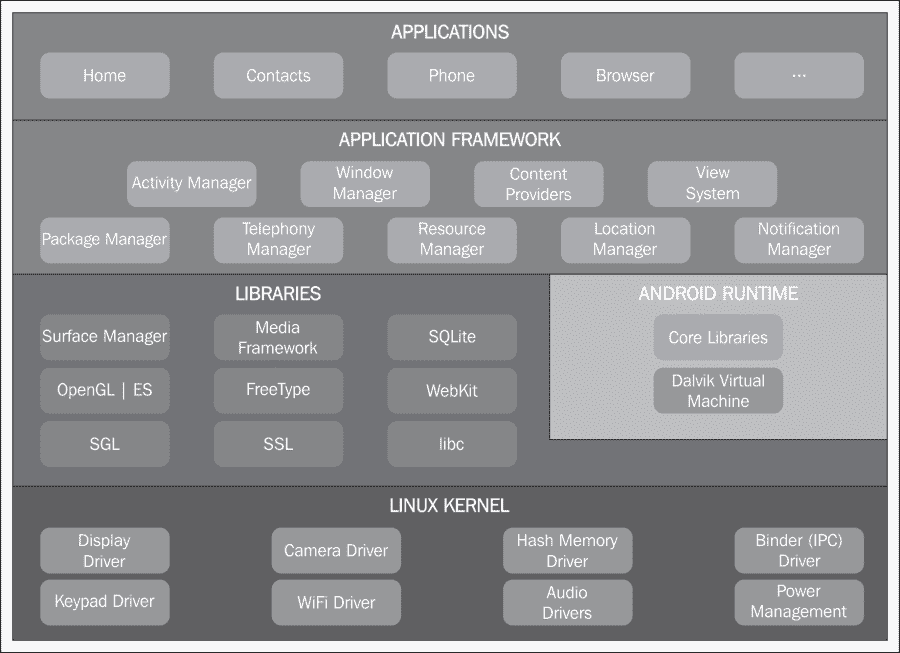 APPLICATIONS
Home
Contacts
Phone
Browser
...
APPLICATION FRAMEWORK
Activity Manager
Window
Manager
Content
Providers
View
System
Package Manager
Telephony
Manager
Resource
Manager
Location
Manager
Notification
Manager
LIBRARIES
Surface Manager
Media
Framework
SQLite
OpenGL | ES
FreeType
WebKit
SGL
SSL
libc
ANDROID RUNTIME
Core Libraries
Dalvik Virtual
Machine
LINUX KERNEL
Display
Driver
Camera Driver
Hash Memory
Driver
Binder (IPC)
Driver
Keypad Driver
WiFi Driver
Audio
Drivers
Power
Management